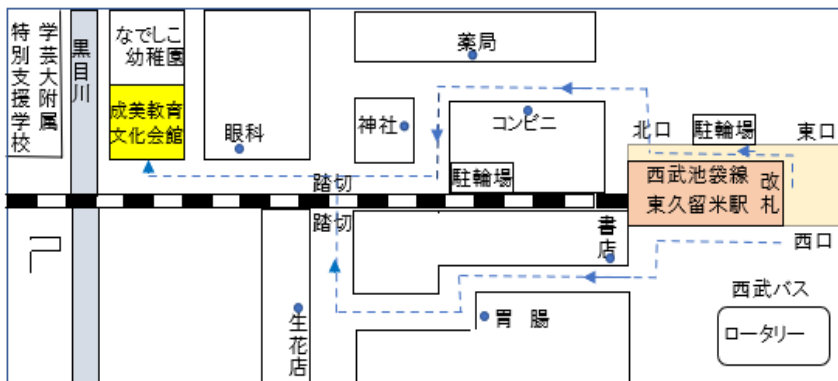 学芸大附属
特別支援学校
黒目川
なでしこ
幼稚園
成美教育
文化会館
眼科
薬局
神社
コンビニ
駐輪場
北口
駐輪場
東口
西武池袋線
東久留米駅
改札
踏切
踏切
書店
西口
生花店
胃腸
西武バス
ロータリー